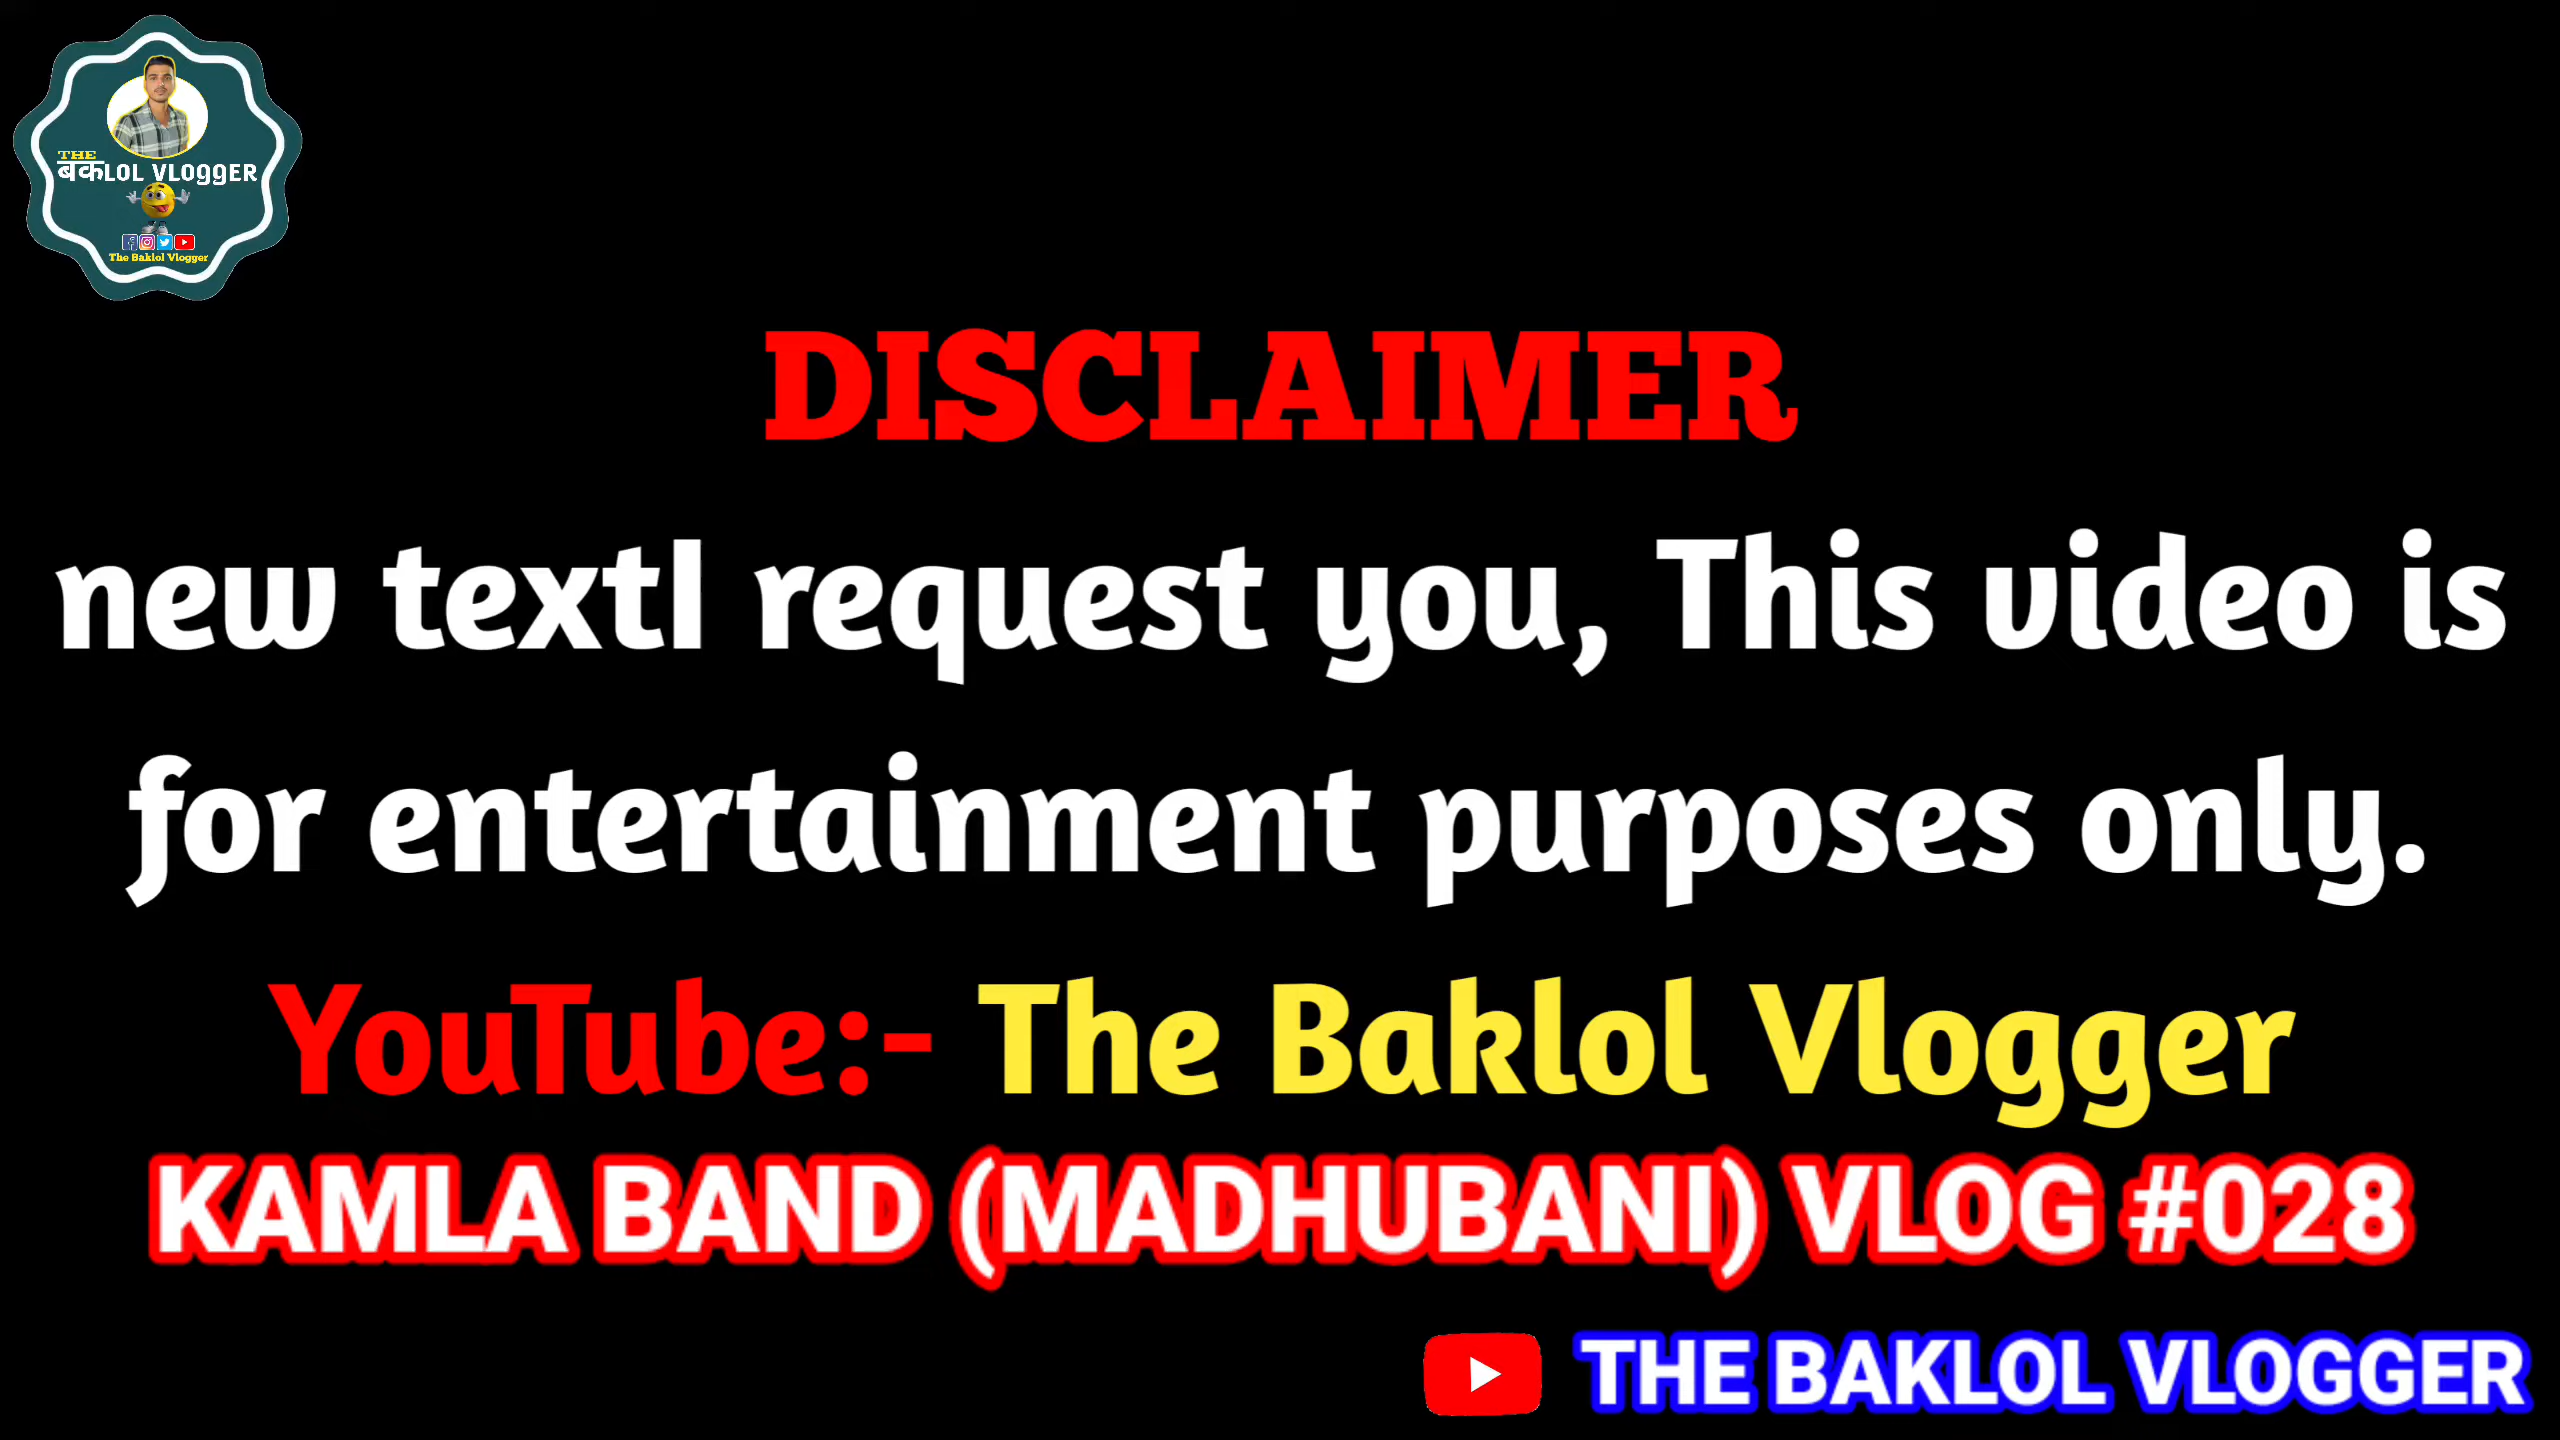 THE
बकLOL VLOggER
The Baklol Vlogger
DISCLAIMER
new textI request you, This video is
for entertainment purposes only.
YouTube:- The Baklol Vlogger
KAMLA BAND (MADHUBANI) VLOG #028
THE BAKLOL VLOGGER